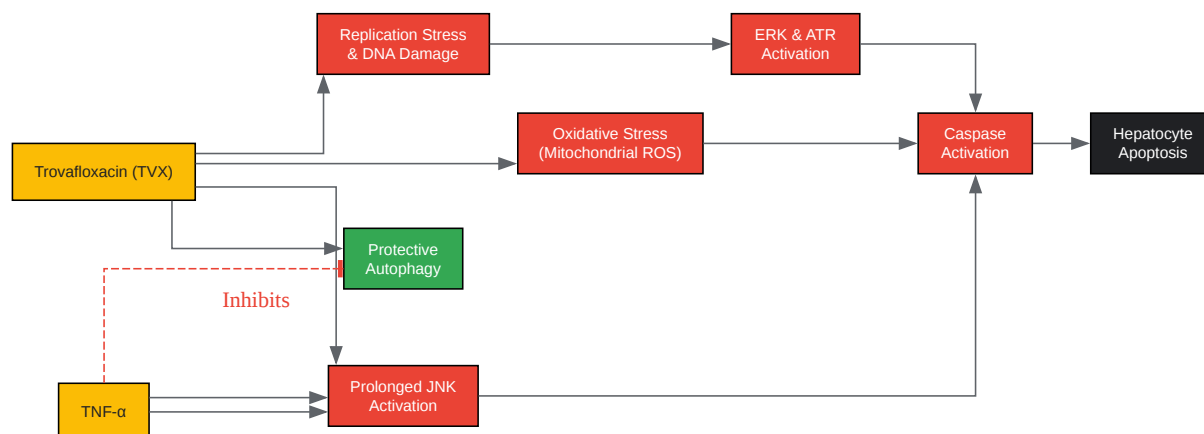 Replication Stress
& DNA Damage
ERK & ATR
Activation
Oxidative Stress
(Mitochondrial ROS)
Caspase
Activation
Hepatocyte
Apoptosis
Trovafloxacin (TVX)
Protective
Autophagy
Inhibits
Prolonged JNK
Activation
TNF-α